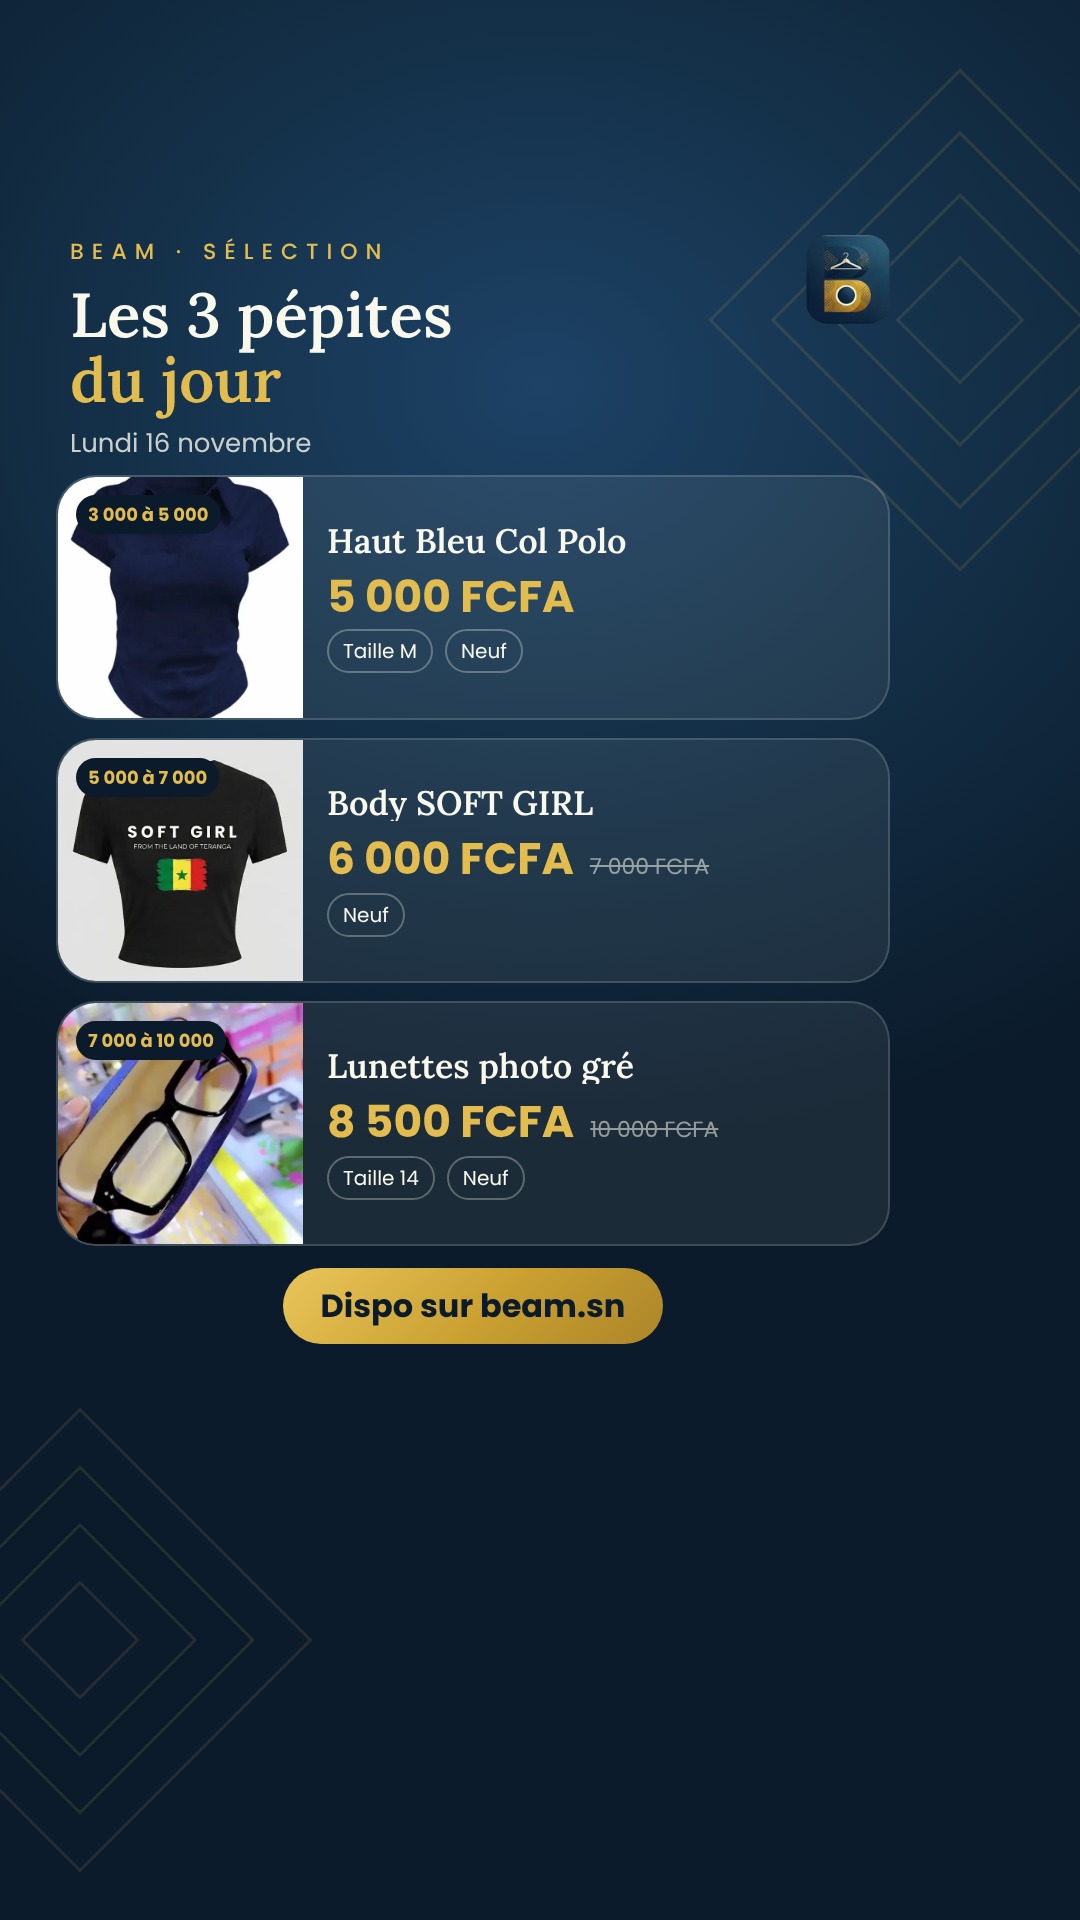 BEAM · SÉLECTION
Les 3 pépites
du jour
Lundi 16 novembre
3 000 à 5 000
Haut Bleu Col Polo
5 000 FCFA
Taille M
Neuf
5 000 à 7 000
SOFT GIRL
FROM THE LAND OF TERANGA
Body SOFT GIRL
6 000 FCFA 7 000 FCFA
Neuf
7 000 à 10 000
Lunettes photo gré
8 500 FCFA 10 000 FCFA
Taille 14
Neuf
Dispo sur beam.sn